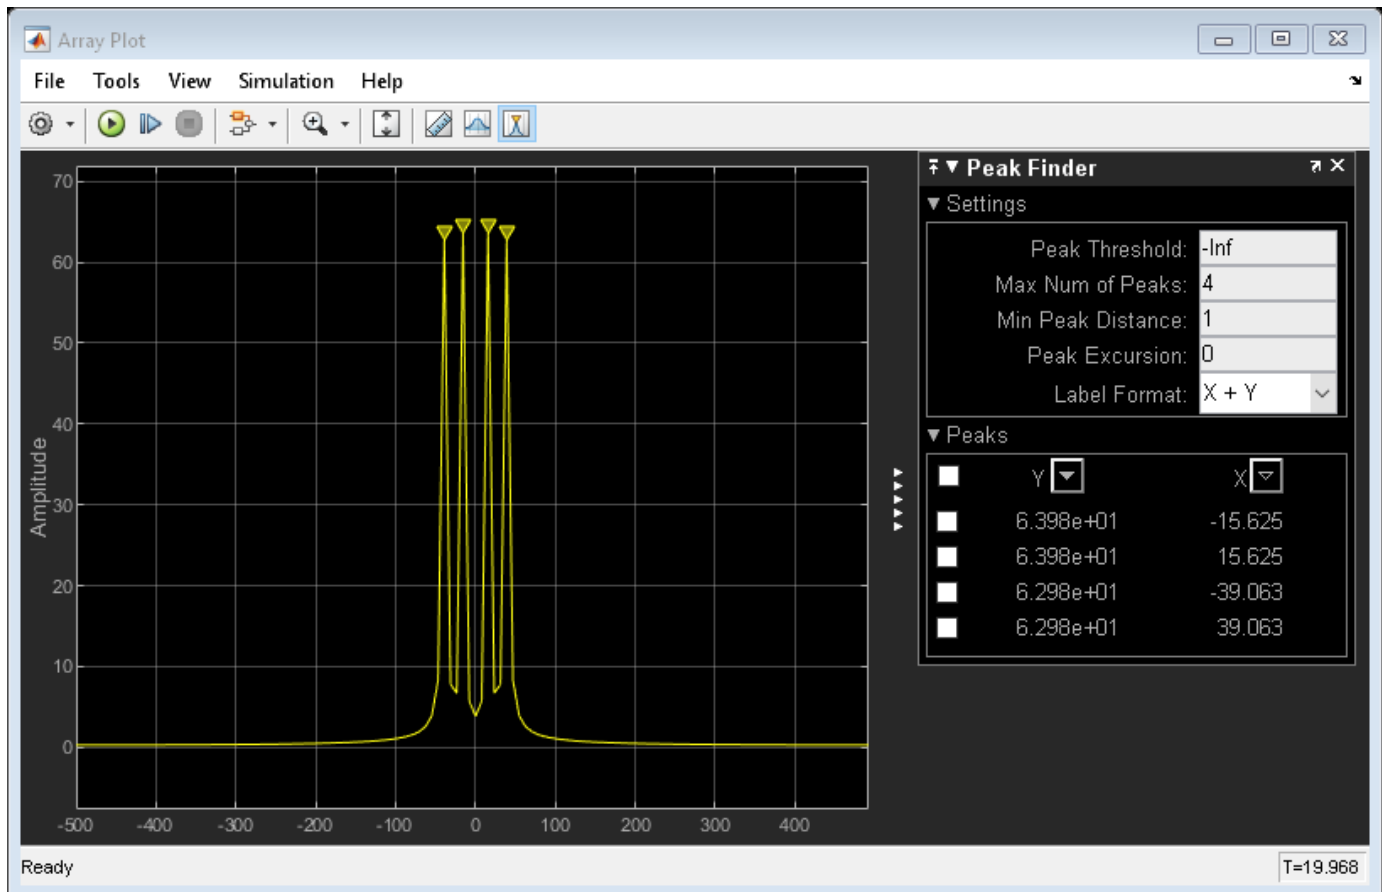 Array Plot
File Tools View Simulation Help
70
60
50
40
30
20
10
0
Amplitude
-500 -400 -300 -200 -100 0 100 200 300 400
Peak Finder
Settings
Peak Threshold: -Inf
Max Num of Peaks: 4
Min Peak Distance: 1
Peak Excursion: 0
Label Format: X + Y
Peaks
Y X
6.398e+01 -15.625
6.398e+01 15.625
6.298e+01 -39.063
6.298e+01 39.063
Ready T=19.968